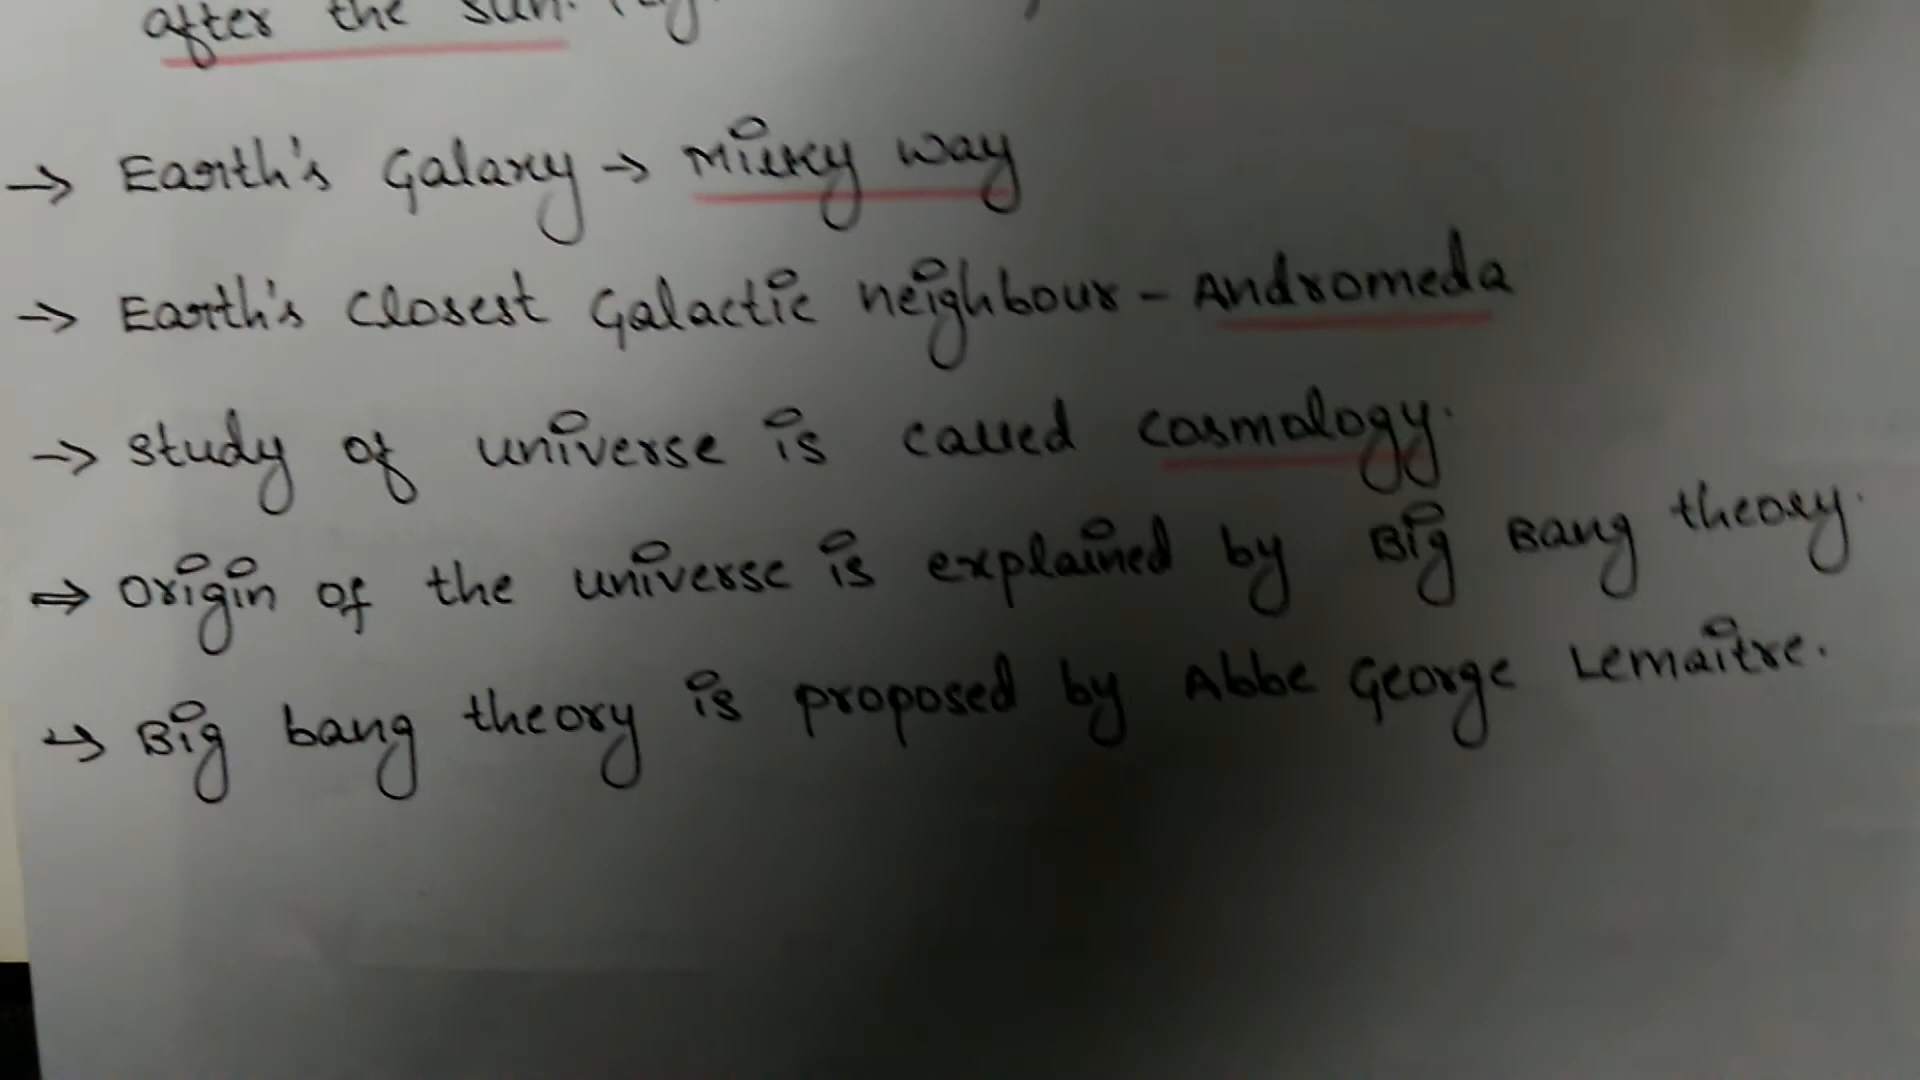 after the sun.
→ Earth's Galaxy → Milky way
→ Earth's closest Galactic neighbour - Andromeda
→ Study of universe is called cosmology.
⇒ Origin of the universe is explained by Big Bang theory.
→ Big bang theory is proposed by Abbe George Lemaitre.